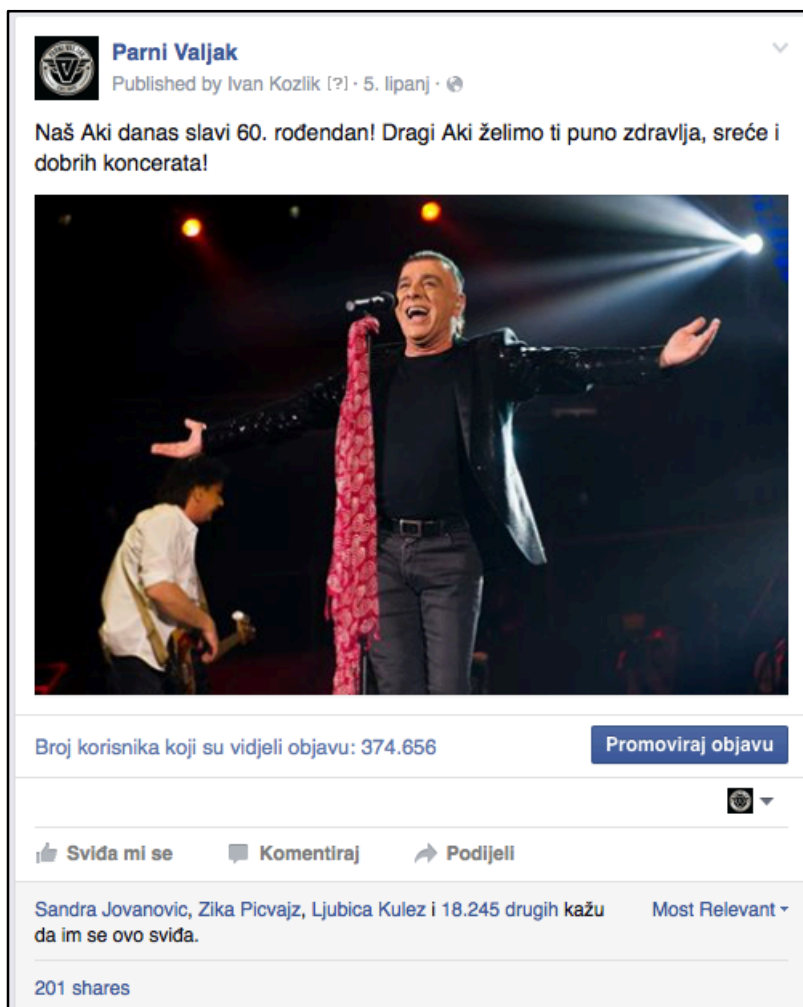 Parni Valjak
Published by Ivan Kozlik [?] · 5. lipanj ·
Naš Aki danas slavi 60. rođendan! Dragi Aki želimo ti puno zdravlja, sreće i
dobrih koncerata!
Broj korisnika koji su vidjeli objavu: 374.656
Promoviraj objavu
Sviđa mi se
Komentiraj
Podijeli
Sandra Jovanovic, Zika Picvajz, Ljubica Kulez i 18.245 drugih kažu
da im se ovo sviđa.
Most Relevant
201 shares